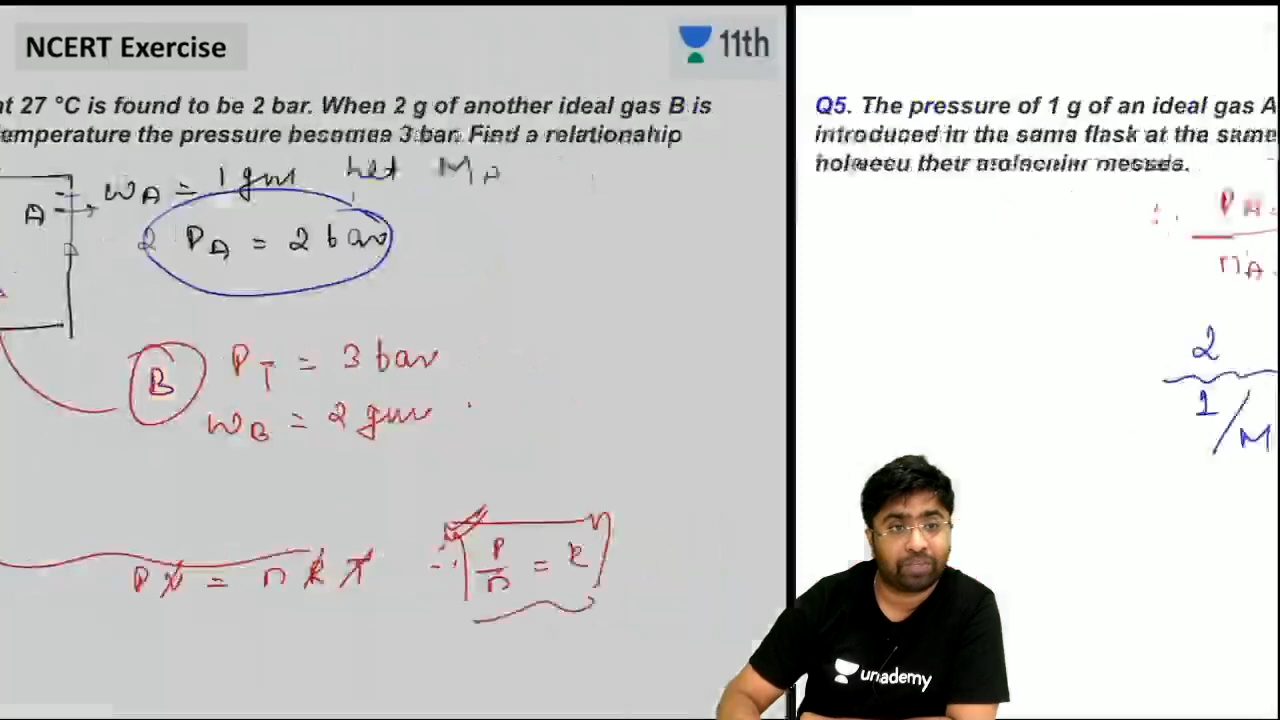 NCERT Exercise
11th
at 27 °C is found to be 2 bar. When 2 g of another ideal gas B is
temperature the pressure becomes 3 bar. Find a relationship
A
WA = 1 gm let MA
PA = 2 bar
B
PT = 3 bar
WB = 2 gm
PV = nRT
∴ P/n = k
Q5. The pressure of 1 g of an ideal gas A
introduced in the same flask at the same
their molecular masses.
∴ PA =
nA
2
1/M
unacademy